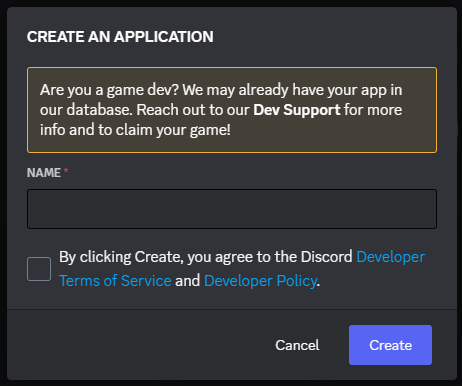 CREATE AN APPLICATION
Are you a game dev? We may already have your app in
our database. Reach out to our Dev Support for more
info and to claim your game!
NAME *
By clicking Create, you agree to the Discord Developer
Terms of Service and Developer Policy.
Cancel
Create